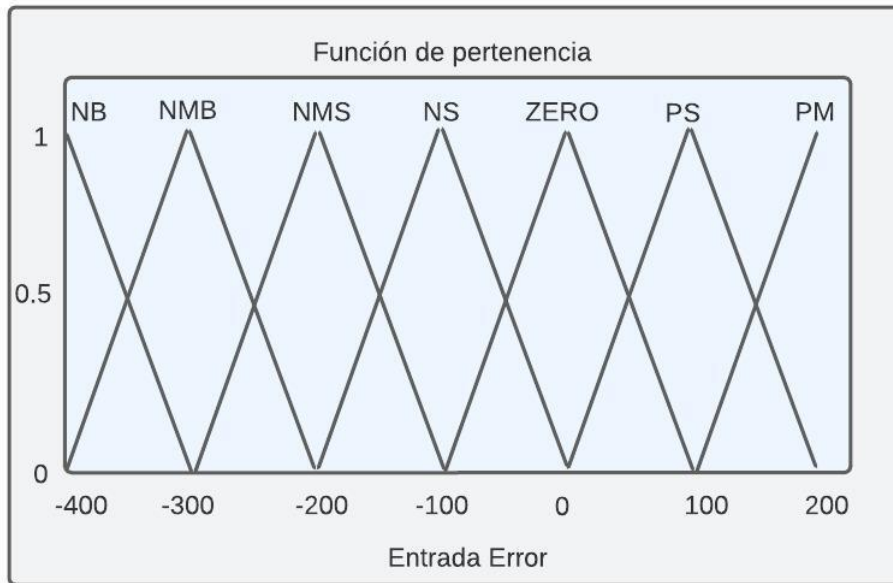 Función de pertenencia
NB NMB NMS NS ZERO PS PM
1
0.5
0
-400 -300 -200 -100 0 100 200
Entrada Error